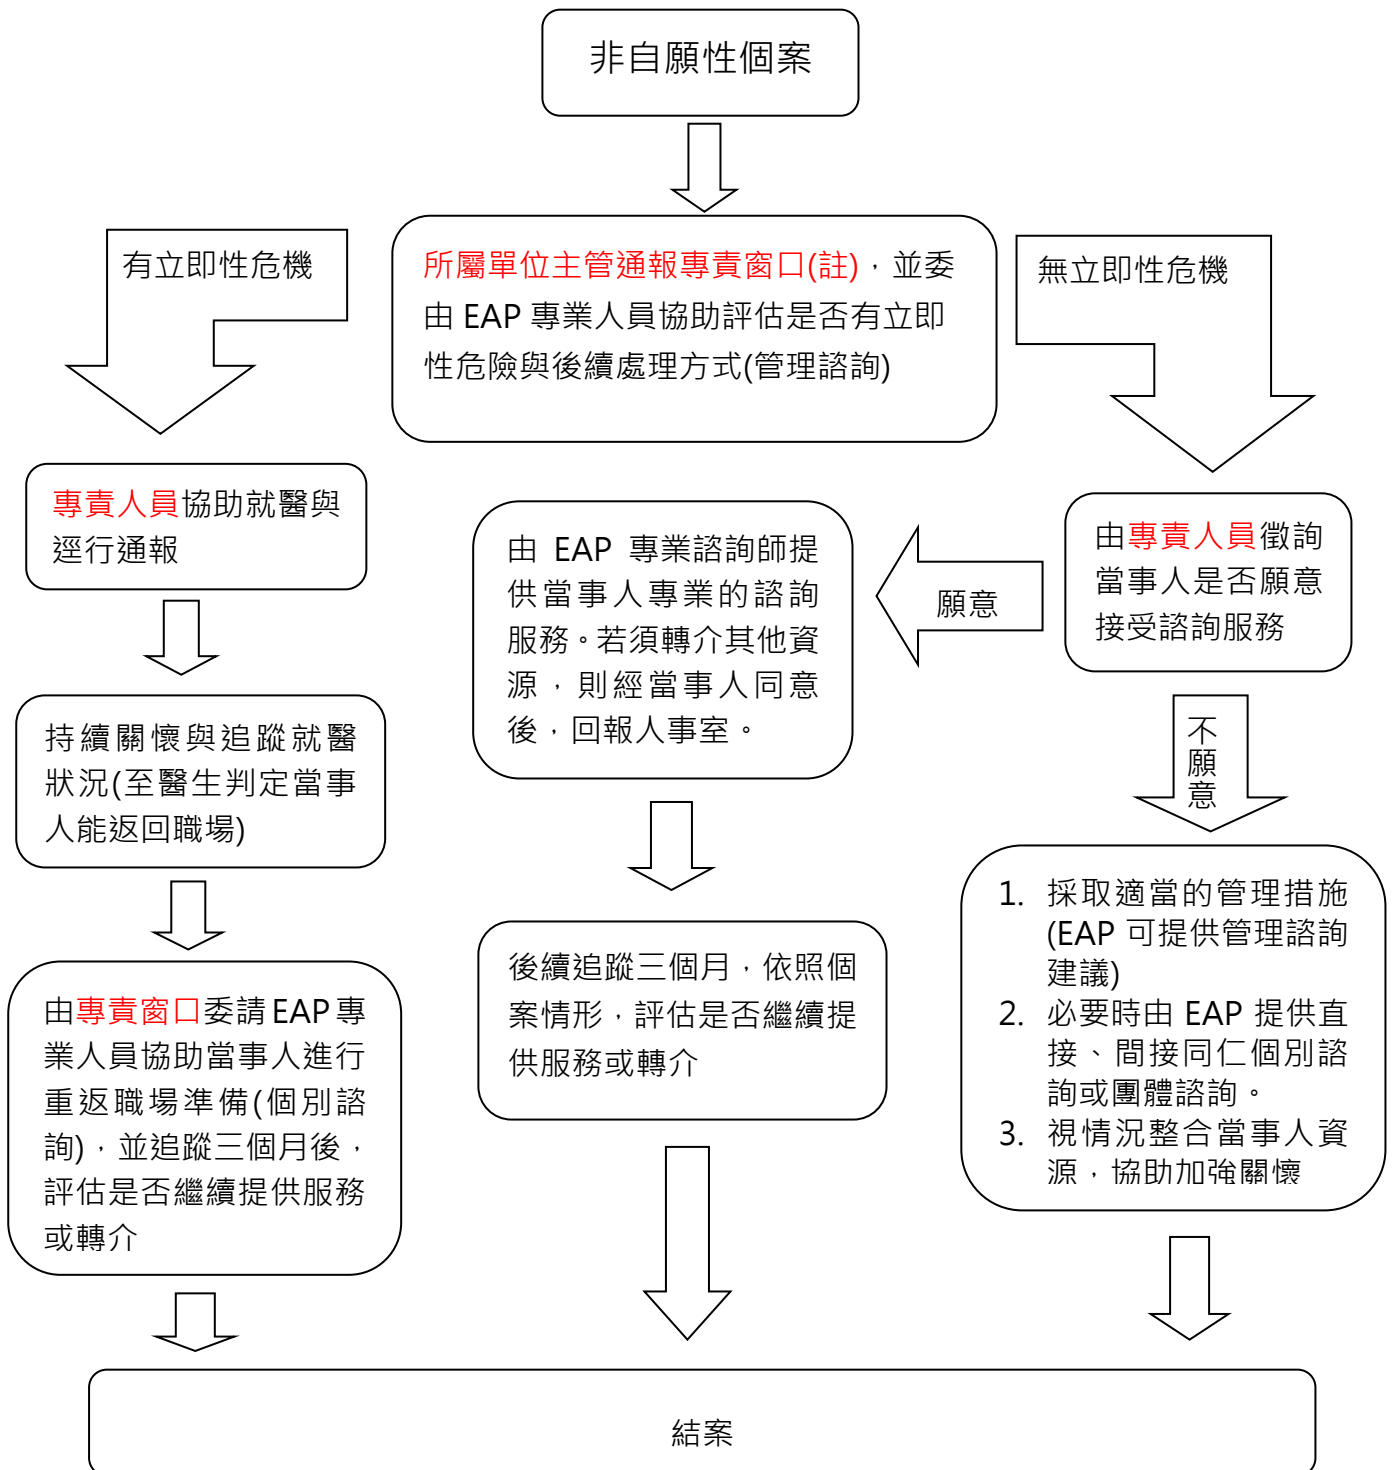 非自願性個案
有立即性危機
所屬單位主管通報專責窗口(註)，並委
由 EAP 專業人員協助評估是否有立即
性危險與後續處理方式(管理諮詢)
無立即性危機
專責人員協助就醫與
逕行通報
由 EAP 專業諮詢師提
供當事人專業的諮詢
服務。若須轉介其他資
源，則經當事人同意
後，回報人事室。
願意
由專責人員徵詢
當事人是否願意
接受諮詢服務
持續關懷與追蹤就醫
狀況(至醫生判定當事
人能返回職場)
不願意
由專責窗口委請 EAP 專
業人員協助當事人進行
重返職場準備(個別諮
詢)，並追蹤三個月後，
評估是否繼續提供服務
或轉介
後續追蹤三個月，依照個
案情形，評估是否繼續提
供服務或轉介
1. 採取適當的管理措施
(EAP 可提供管理諮詢
建議)
2. 必要時由 EAP 提供直
接、間接同仁個別諮
詢或團體諮詢。
3. 視情況整合當事人資
源，協助加強關懷
結案